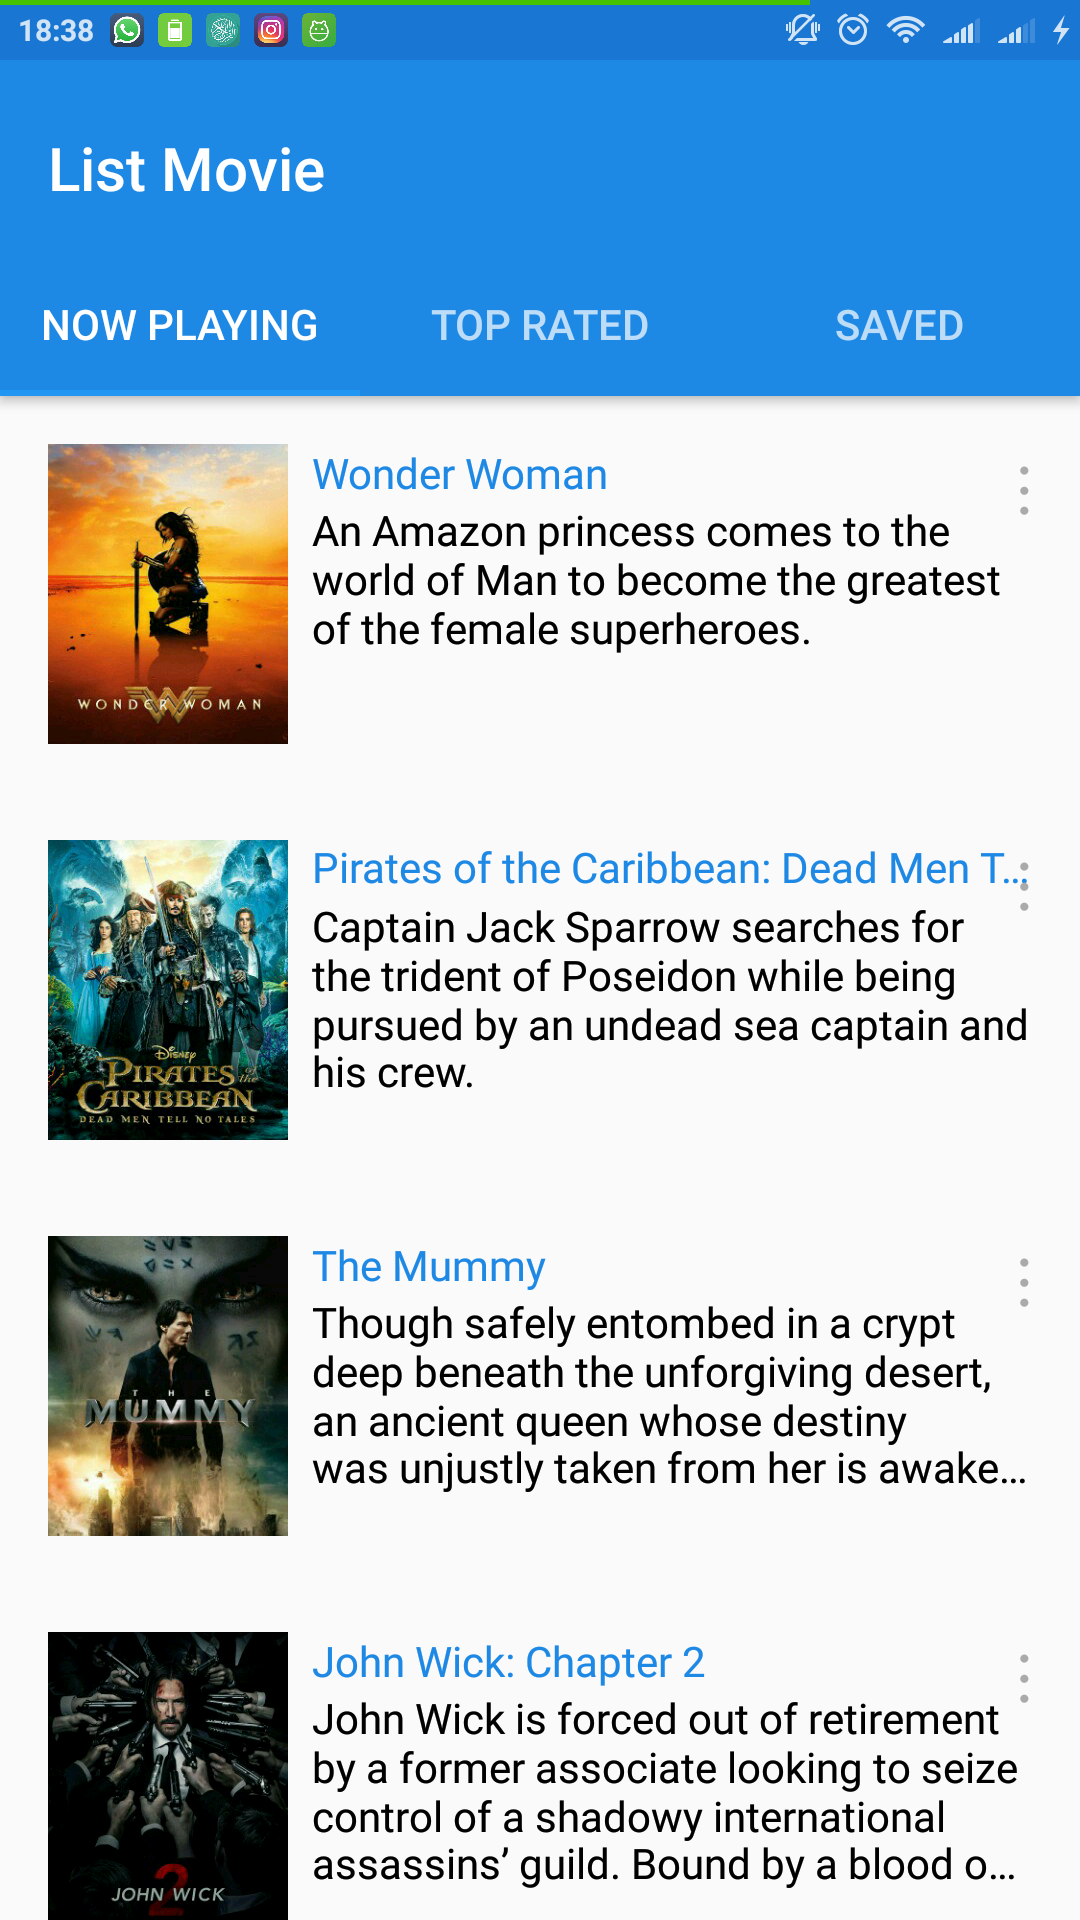 18:38
List Movie
NOW PLAYING TOP RATED SAVED
WONDER WOMAN
Wonder Woman
An Amazon princess comes to the
world of Man to become the greatest
of the female superheroes.
Disney
PIRATES of the
CARIBBEAN
DEAD MEN TELL NO TALES
Pirates of the Caribbean: Dead Men T...
Captain Jack Sparrow searches for
the trident of Poseidon while being
pursued by an undead sea captain and
his crew.
THE
MUMMY
The Mummy
Though safely entombed in a crypt
deep beneath the unforgiving desert,
an ancient queen whose destiny
was unjustly taken from her is awake...
2
JOHN WICK
John Wick: Chapter 2
John Wick is forced out of retirement
by a former associate looking to seize
control of a shadowy international
assassins’ guild. Bound by a blood o...